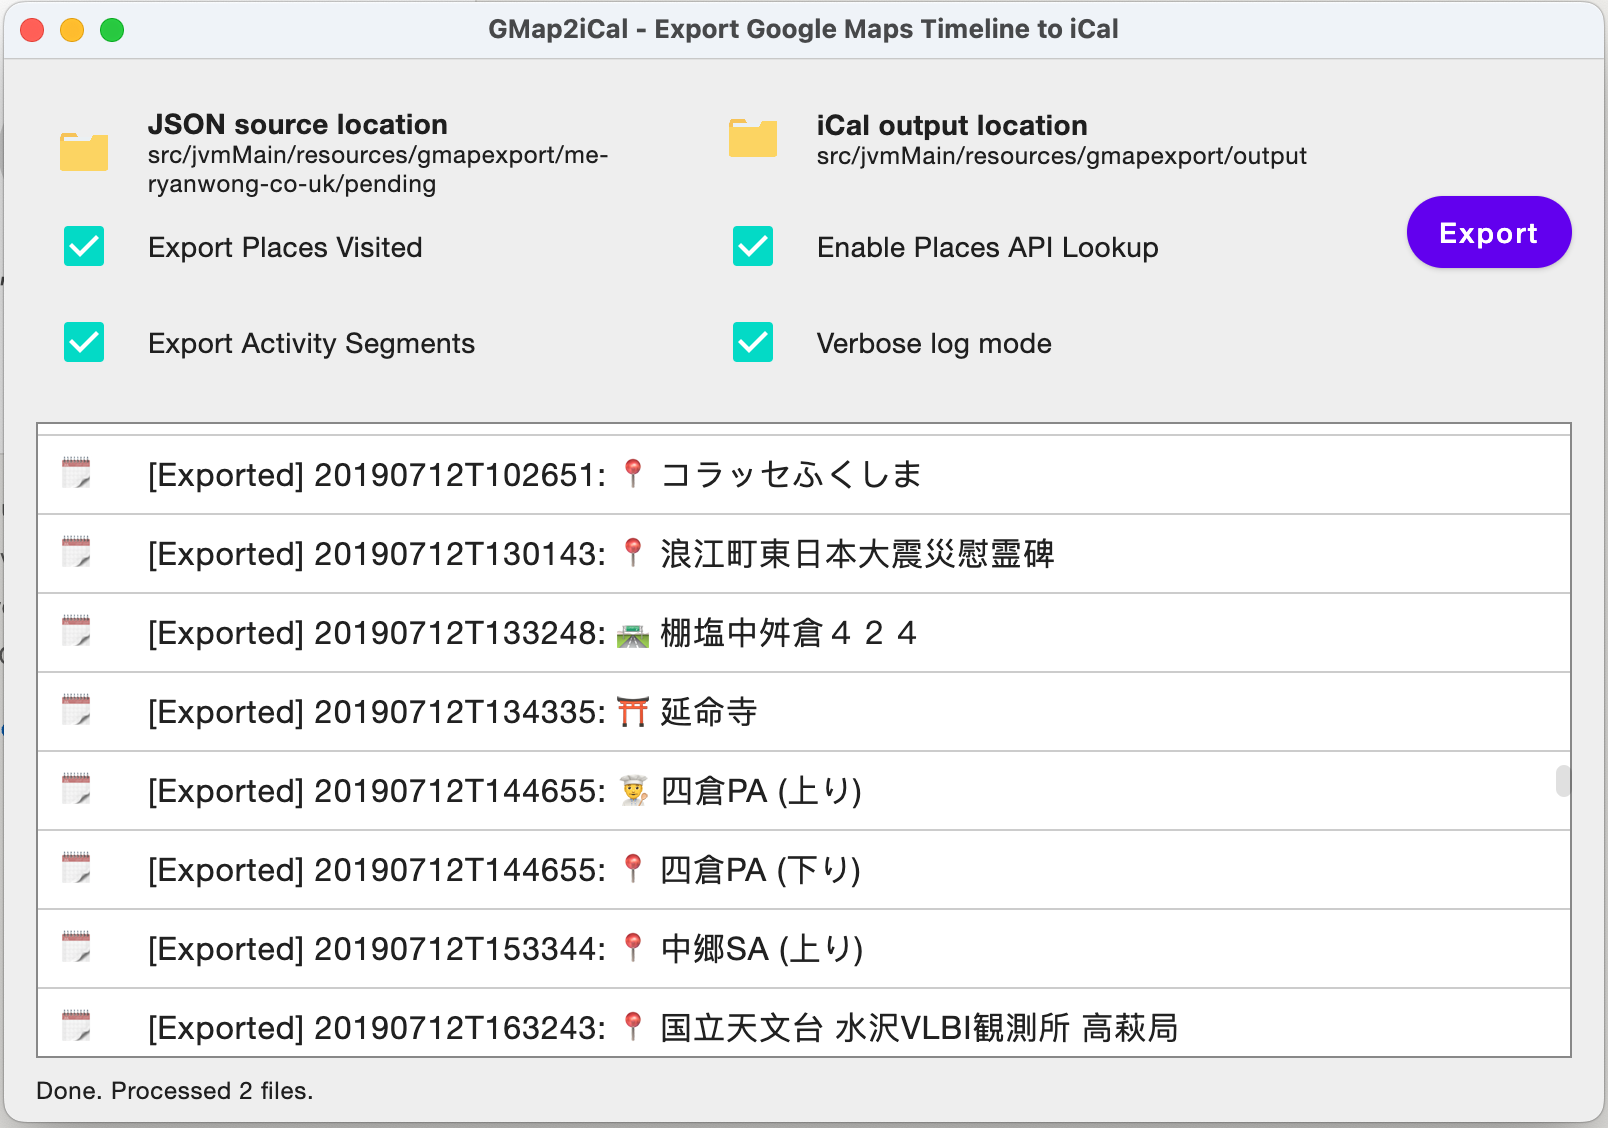 GMap2iCal - Export Google Maps Timeline to iCal
JSON source location
src/jvmMain/resources/gmapexport/me-
ryanwong-co-uk/pending
iCal output location
src/jvmMain/resources/gmapexport/output
Export Places Visited
Enable Places API Lookup
Export
Export Activity Segments
Verbose log mode
[Exported] 20190712T102651: 📍 コラッセふくしま
[Exported] 20190712T130143: 📍 浪江町東日本大震災慰霊碑
[Exported] 20190712T133248: 🛣️ 棚塩中舛倉４２４
[Exported] 20190712T134335: ⛩️ 延命寺
[Exported] 20190712T144655: 🧑‍🍳 四倉PA (上り)
[Exported] 20190712T144655: 📍 四倉PA (下り)
[Exported] 20190712T153344: 📍 中郷SA (上り)
[Exported] 20190712T163243: 📍 国立天文台 水沢VLBI観測所 高萩局
Done. Processed 2 files.